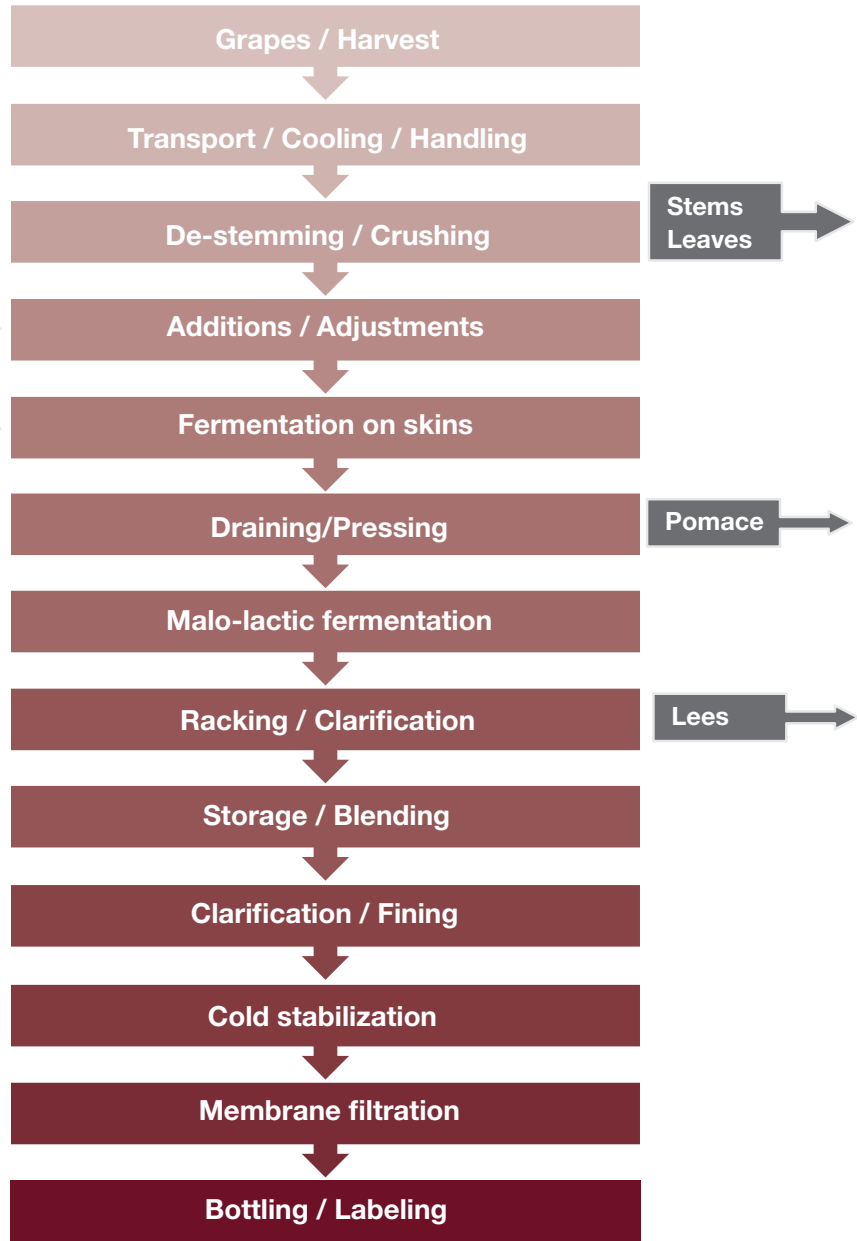 Grapes / Harvest
Transport / Cooling / Handling
De-stemming / Crushing
Stems
Leaves
Additions / Adjustments
Fermentation on skins
Draining/Pressing
Pomace
Malo-lactic fermentation
Racking / Clarification
Lees
Storage / Blending
Clarification / Fining
Cold stabilization
Membrane filtration
Bottling / Labeling